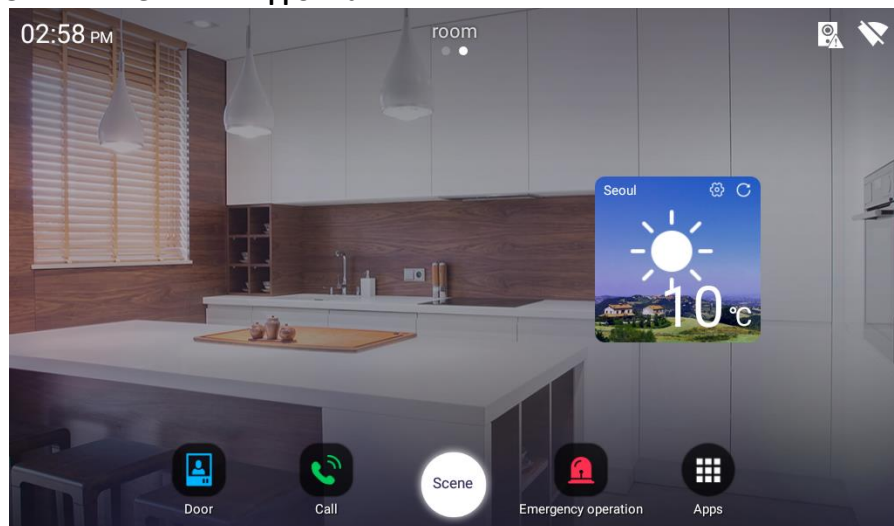 02:58 PM
room
Seoul
10 °C
Door
Call
Scene
Emergency operation
Apps